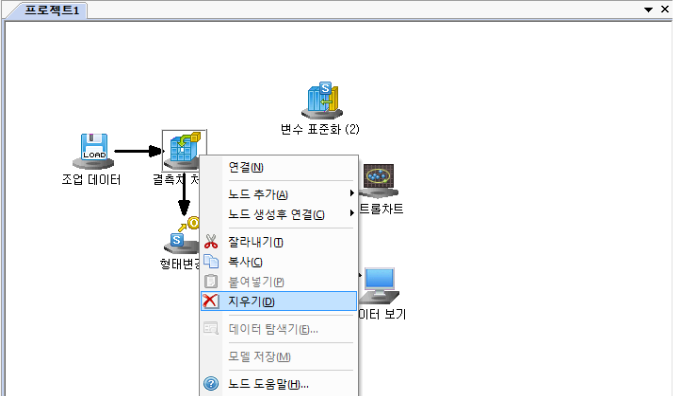 프로젝트1
S
변수 표준화 (2)
LOAD
조업 데이터
결측치 처
연결(N)
노드 추가(A)
노드 생성후 연결(C)
트롤차트
S
형태변경
잘라내기(T)
복사(C)
붙여넣기(P)
지우기(D)
이터 보기
데이터 탐색기(E)...
모델 저장(M)
노드 도움말(H)...